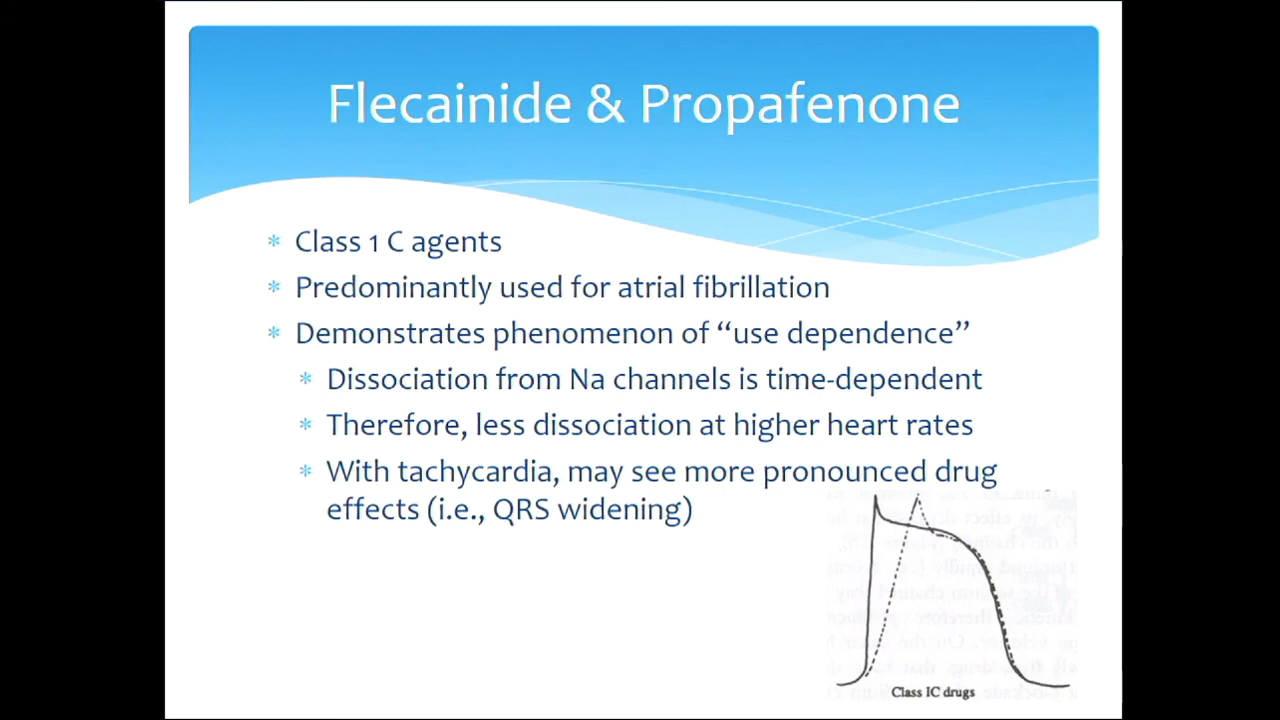 Flecainide & Propafenone
* Class 1 C agents
* Predominantly used for atrial fibrillation
* Demonstrates phenomenon of “use dependence”
* Dissociation from Na channels is time-dependent
* Therefore, less dissociation at higher heart rates
* With tachycardia, may see more pronounced drug
effects (i.e., QRS widening)
Class IC drugs